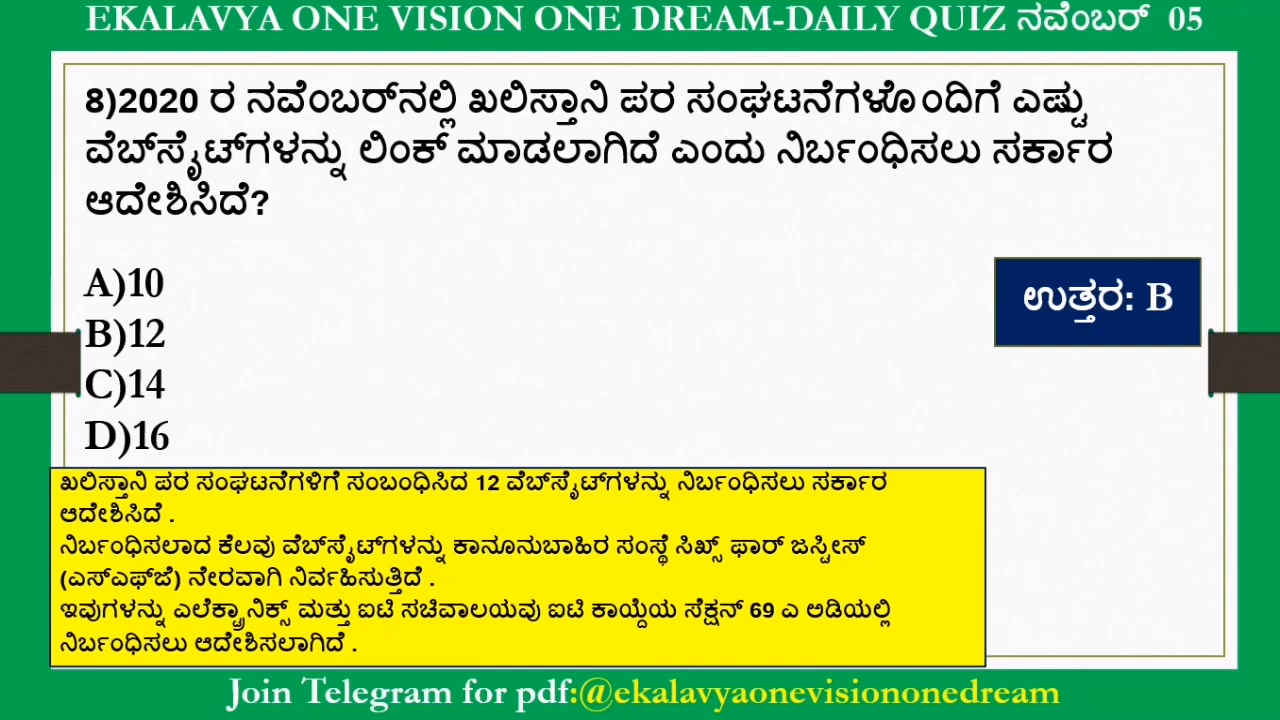 EKALAVYA ONE VISION ONE DREAM-DAILY QUIZ ನವೆಂಬರ್ 05
8)2020 ರ ನವೆಂಬರ್‌ನಲ್ಲಿ ಖಲಿಸ್ತಾನಿ ಪರ ಸಂಘಟನೆಗಳೊಂದಿಗೆ ಎಷ್ಟು
ವೆಬ್‌ಸೈಟ್‌ಗಳನ್ನು ಲಿಂಕ್ ಮಾಡಲಾಗಿದೆ ಎಂದು ನಿರ್ಬಂಧಿಸಲು ಸರ್ಕಾರ
ಆದೇಶಿಸಿದೆ?
A)10
B)12
C)14
D)16
ಉತ್ತರ: B
ಖಲಿಸ್ತಾನಿ ಪರ ಸಂಘಟನೆಗಳಿಗೆ ಸಂಬಂಧಿಸಿದ 12 ವೆಬ್‌ಸೈಟ್‌ಗಳನ್ನು ನಿರ್ಬಂಧಿಸಲು ಸರ್ಕಾರ
ಆದೇಶಿಸಿದೆ .
ನಿರ್ಬಂಧಿಸಲಾದ ಕೆಲವು ವೆಬ್‌ಸೈಟ್‌ಗಳನ್ನು ಕಾನೂನುಬಾಹಿರ ಸಂಸ್ಥೆ ಸಿಖ್ಸ್ ಫಾರ್ ಜಸ್ಟೀಸ್
(ಎಸ್‌ಎಫ್‌ಜೆ) ನೇರವಾಗಿ ನಿರ್ವಹಿಸುತ್ತಿದೆ .
ಇವುಗಳನ್ನು ಎಲೆಕ್ಟ್ರಾನಿಕ್ಸ್ ಮತ್ತು ಐಟಿ ಸಚಿವಾಲಯವು ಐಟಿ ಕಾಯ್ದೆಯ ಸೆಕ್ಷನ್ 69 ಎ ಅಡಿಯಲ್ಲಿ
ನಿರ್ಬಂಧಿಸಲು ಆದೇಶಿಸಲಾಗಿದೆ .
Join Telegram for pdf:@ekalavyaonevisiononedream